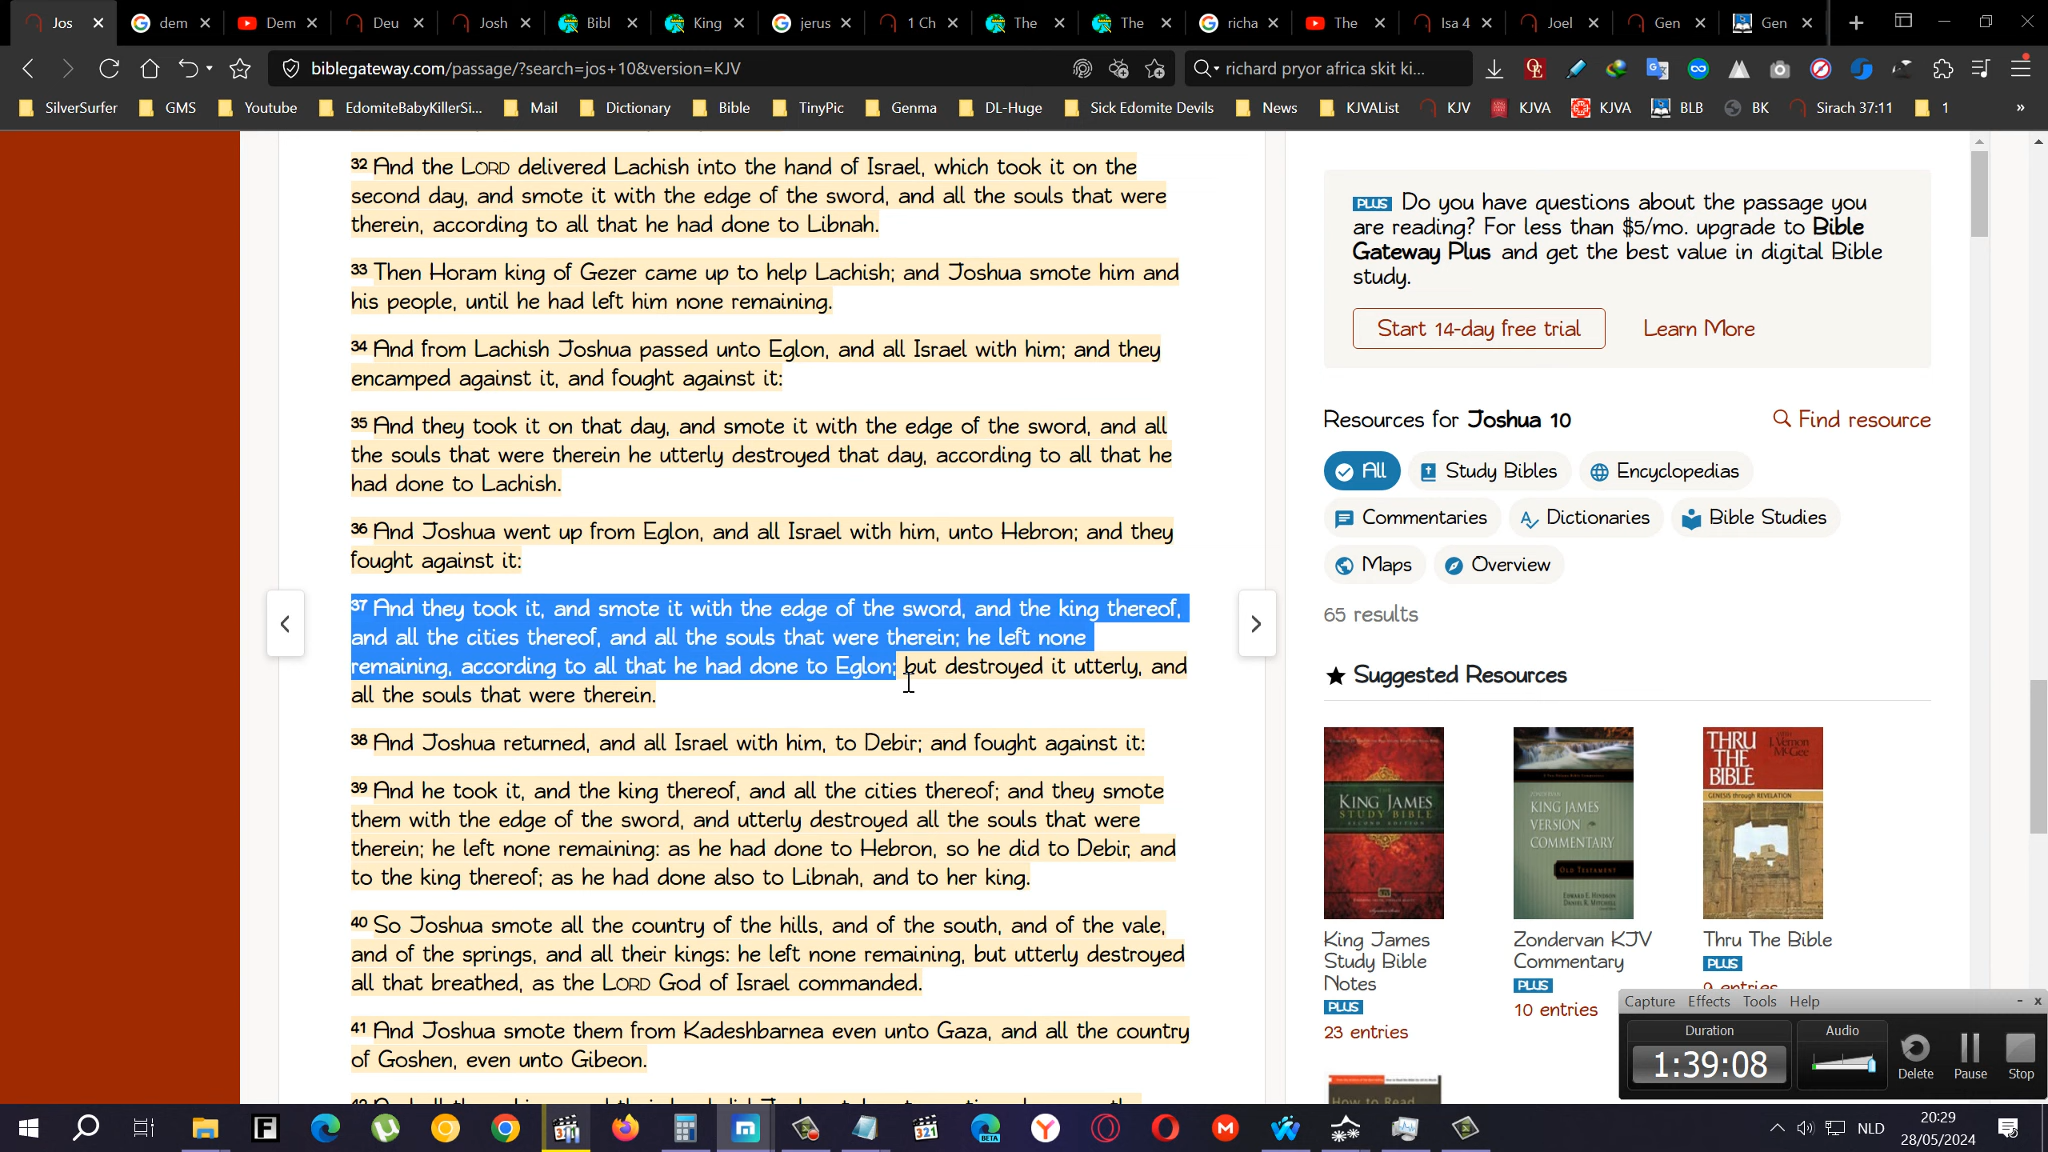 Jos
dem
Dem
Deu
Josh
Bibl
King
jerus
1 Ch
The
The
richa
The
Isa 4
Joel
Gen
Gen
biblegateway.com/passage/?search=jos+10&version=KJV
richard pryor africa skit ki...
SilverSurfer
GMS
Youtube
EdomiteBabyKillerSi...
Mail
Dictionary
Bible
TinyPic
Genma
DL-Huge
Sick Edomite Devils
News
KJVAList
KJV
KJVA
KJVA
BLB
BK
Sirach 37:11
1
»
32 And the LORD delivered Lachish into the hand of Israel, which took it on the
second day, and smote it with the edge of the sword, and all the souls that were
therein, according to all that he had done to Libnah.
33 Then Horam king of Gezer came up to help Lachish; and Joshua smote him and
his people, until he had left him none remaining.
34 And from Lachish Joshua passed unto Eglon, and all Israel with him; and they
encamped against it, and fought against it:
35 And they took it on that day, and smote it with the edge of the sword, and all
the souls that were therein he utterly destroyed that day, according to all that he
had done to Lachish.
36 And Joshua went up from Eglon, and all Israel with him, unto Hebron; and they
fought against it:
37 And they took it, and smote it with the edge of the sword, and the king thereof,
and all the cities thereof, and all the souls that were therein; he left none
remaining, according to all that he had done to Eglon; but destroyed it utterly, and
all the souls that were therein.
38 And Joshua returned, and all Israel with him, to Debir; and fought against it:
39 And he took it, and the king thereof, and all the cities thereof; and they smote
them with the edge of the sword, and utterly destroyed all the souls that were
therein; he left none remaining: as he had done to Hebron, so he did to Debir, and
to the king thereof; as he had done also to Libnah, and to her king.
40 So Joshua smote all the country of the hills, and of the south, and of the vale,
and of the springs, and all their kings: he left none remaining, but utterly destroyed
all that breathed, as the LORD God of Israel commanded.
41 And Joshua smote them from Kadeshbarnea even unto Gaza, and all the country
of Goshen, even unto Gibeon.
PLUS Do you have questions about the passage you
are reading? For less than $5/mo. upgrade to Bible
Gateway Plus and get the best value in digital Bible
study.
Start 14-day free trial
Learn More
Resources for Joshua 10
Find resource
All
Study Bibles
Encyclopedias
Commentaries
Dictionaries
Bible Studies
Maps
Overview
65 results
★ Suggested Resources
KING JAMES
STUDY BIBLE
SECOND EDITION
KING JAMES
VERSION
COMMENTARY
OLD TESTAMENT
THRU
THE
BIBLE
J. Vernon
McGee
GENESIS through REVELATION
King James
Study Bible
Notes
PLUS
23 entries
Zondervan KJV
Commentary
PLUS
10 entries
Thru The Bible
PLUS
9 entries
How to Read
Capture
Effects
Tools
Help
Duration
1:39:08
Audio
Delete
Pause
Stop
NLD
20:29
28/05/2024